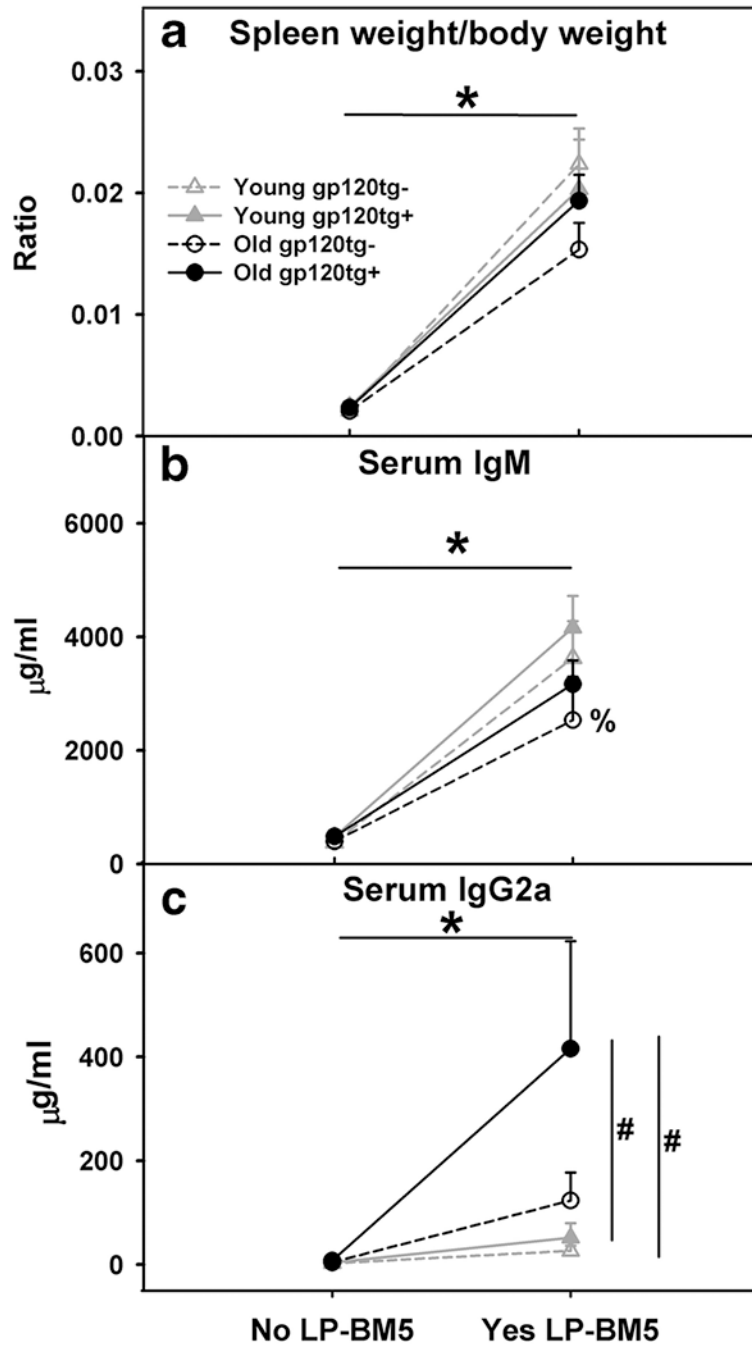 a Spleen weight/body weight
0.03
*
Young gp120tg-
0.02
Young gp120tg+
Ratio
Old gp120tg-
Old gp120tg+
0.01
0.00
b Serum IgM
6000
*
μg/ml
4000
2000
%
0
c Serum IgG2a
*
600
μg/ml
400
# #
200
0
No LP-BM5 Yes LP-BM5